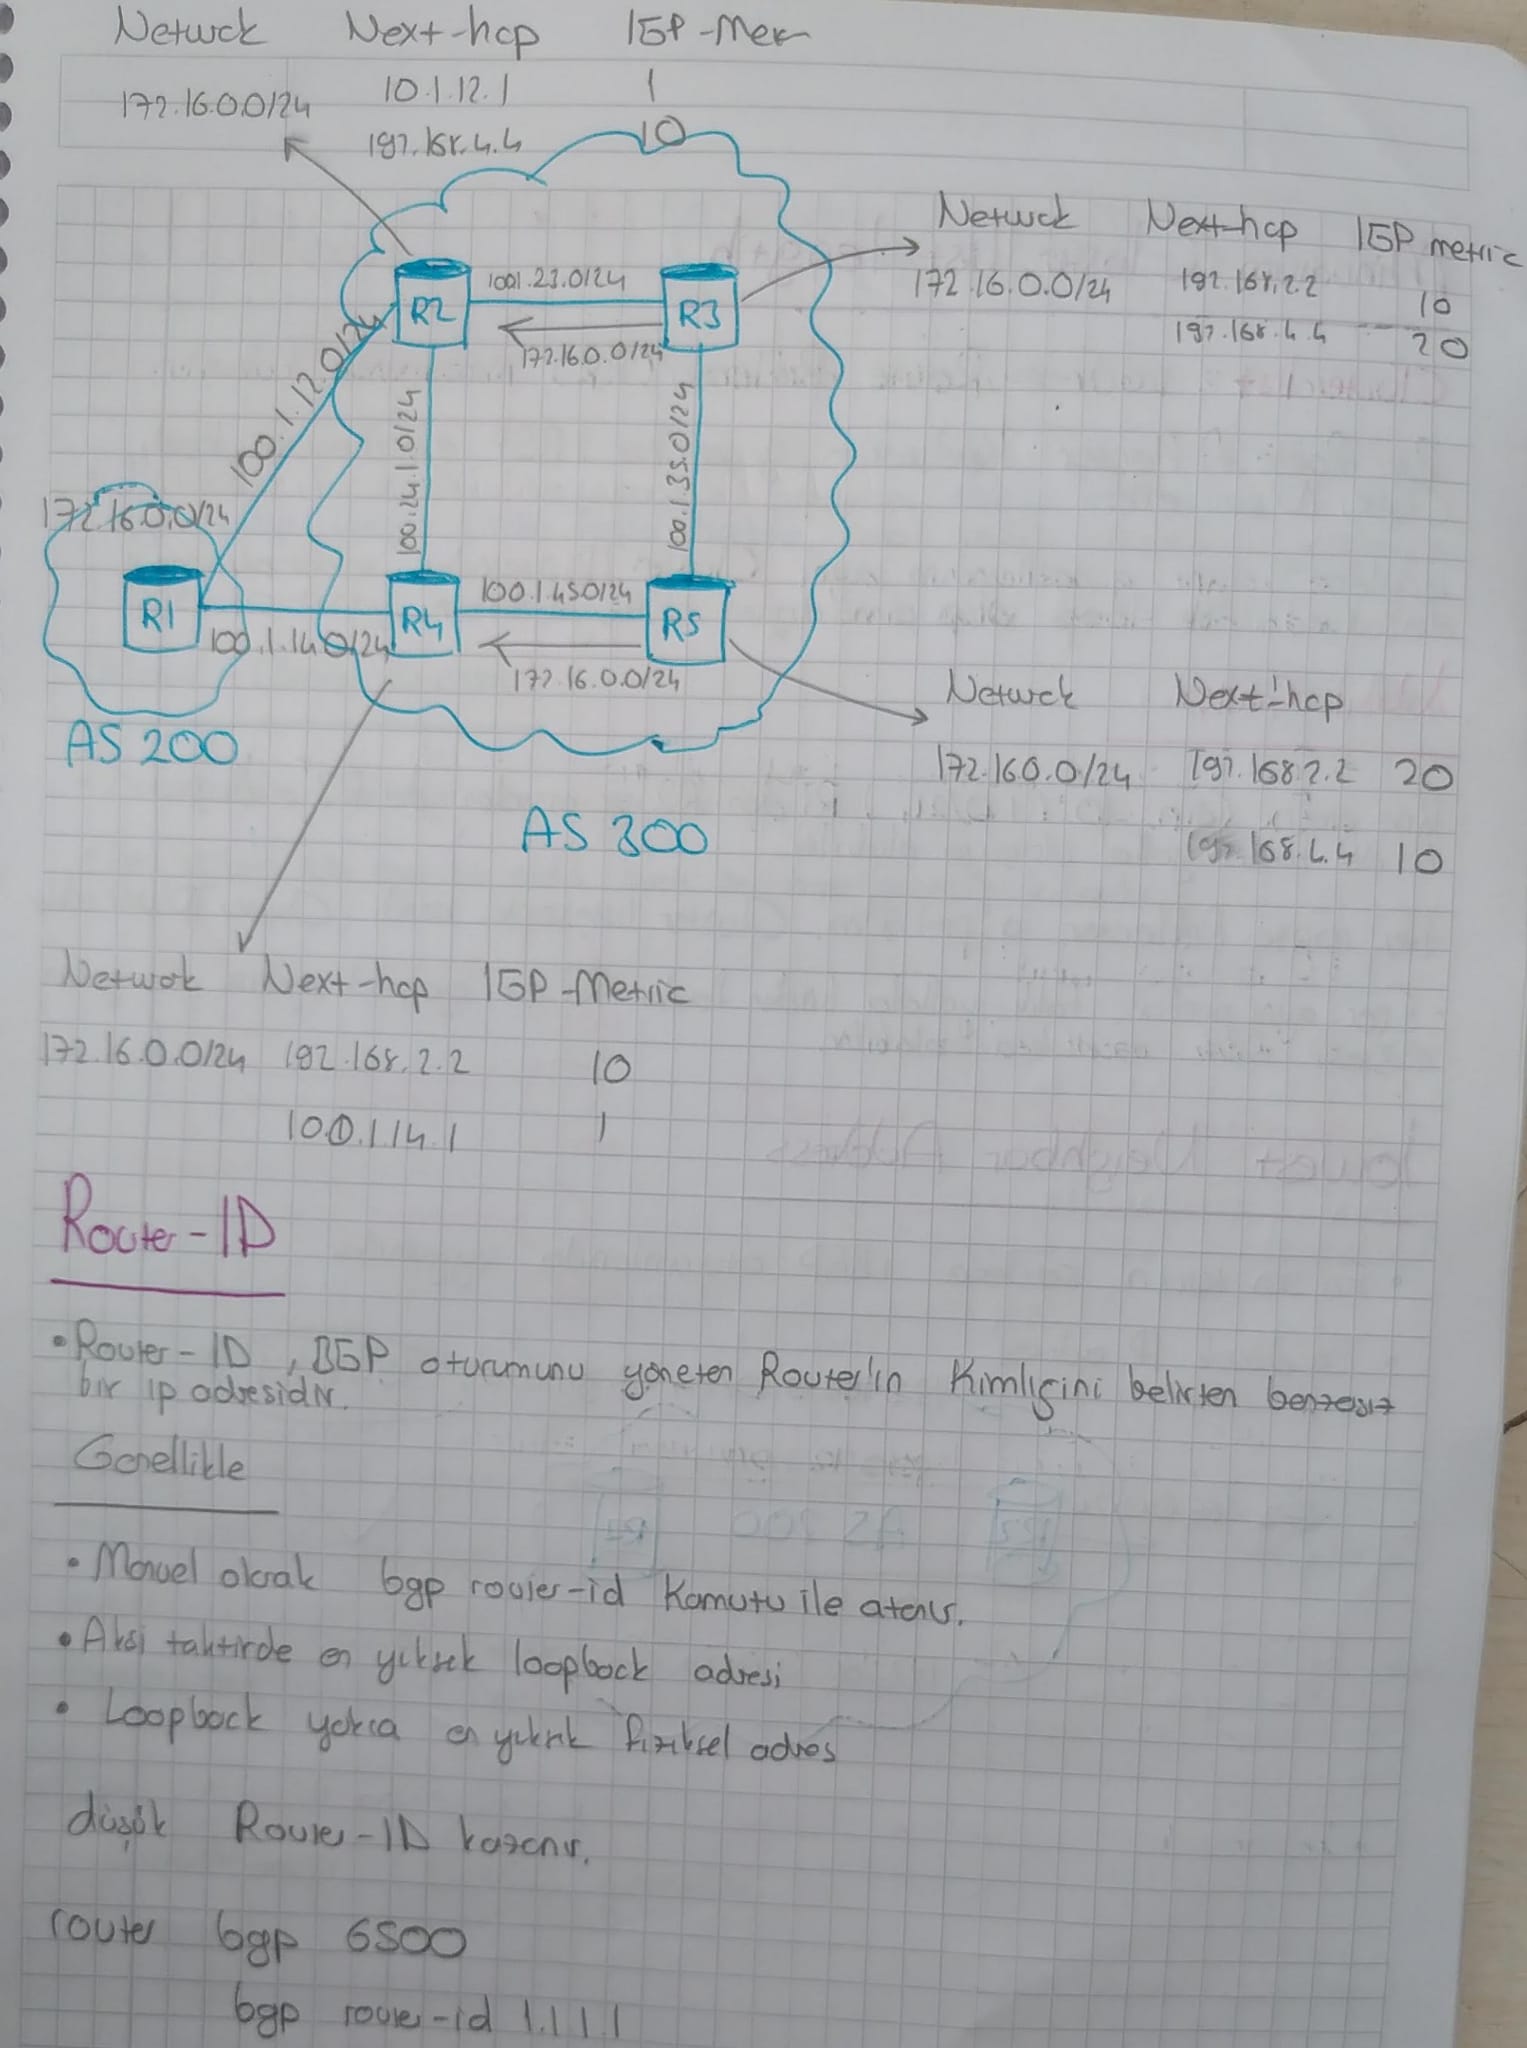 Network Next-hop IGP-Metr
172.16.0.0/24 10.1.12.1 1
192.168.4.4 10
Network Next-hop IGP metric
172.16.0.0/24 192.168.2.2 10
192.168.4.4 20
R2 100.1.23.0/24 R3
172.16.0.0/24
100.1.12.0/24
100.24.1.0/24
100.1.35.0/24
172.16.0.0/24
R1 100.1.14.0/24 R4 100.1.45.0/24 R5
172.16.0.0/24
AS 200
AS 300
Network Next-hop
172.16.0.0/24 192.168.2.2 20
192.168.4.4 10
Network Next-hop IGP-Metric
172.16.0.0/24 192.168.2.2 10
100.1.14.1 1
Router-ID
• Router-ID, BGP oturumunu yöneten Router'ın Kimliğini belirten benzersiz
bir ip adresidir.
Genellikle
• Manuel olarak bgp router-id Komutu ile atanır.
• Aksi taktirde en yüksek loopback adresi
• Loopback yoksa en yüksek fiziksel adres
düşük Router-ID kazanır.
router bgp 6500
bgp router-id 1.1.1.1